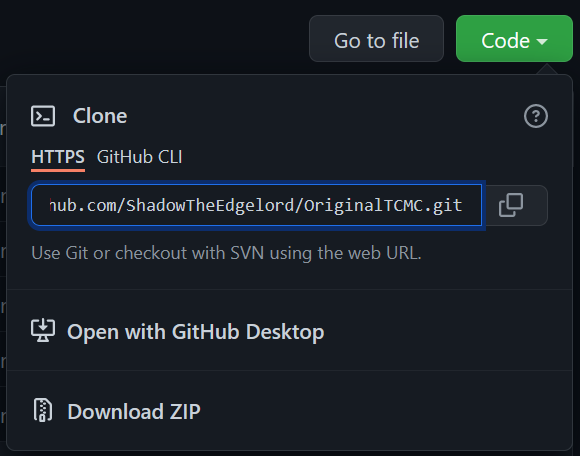 Go to file
Code
Clone
HTTPS GitHub CLI
hub.com/ShadowTheEdgelord/OriginalTCMC.git
Use Git or checkout with SVN using the web URL.
Open with GitHub Desktop
Download ZIP